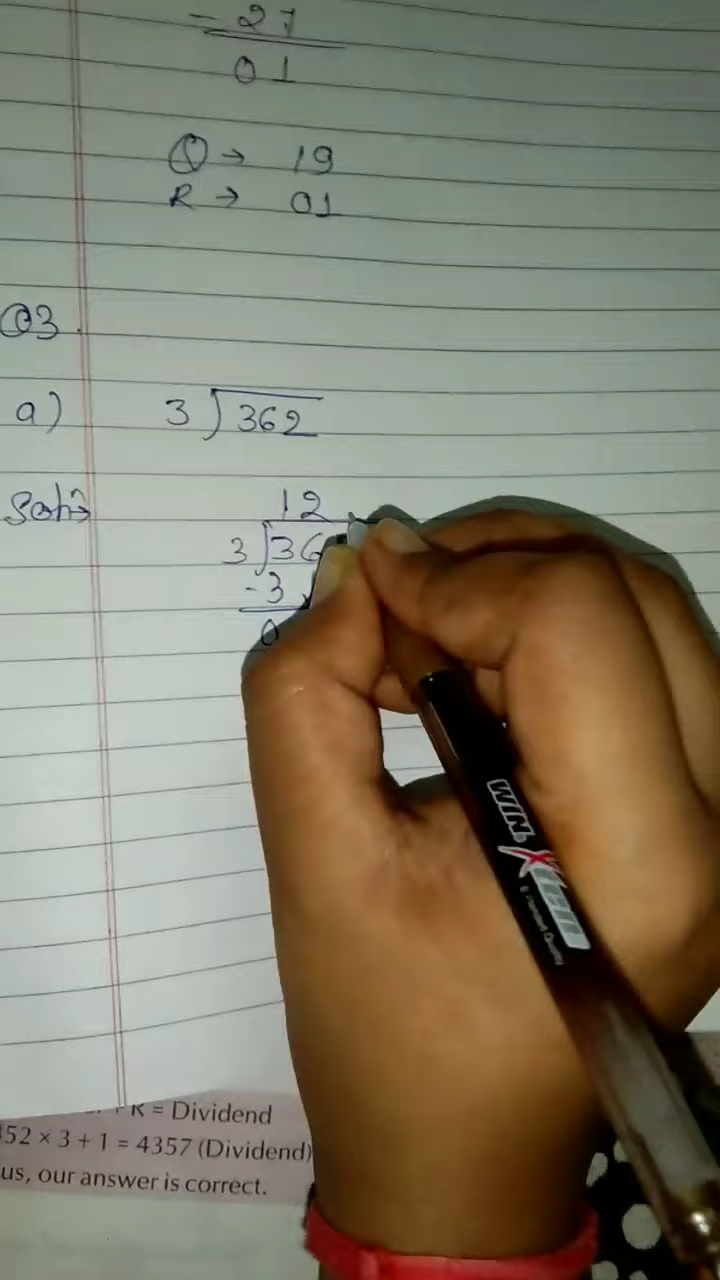 - 27
01
Q → 19
R → 01
Q3.
a) 3 ) 362
Soln→ 12
3 ) 36
-3
0
WIN
R = Dividend
452 × 3 + 1 = 4357 (Dividend)
us, our answer is correct.